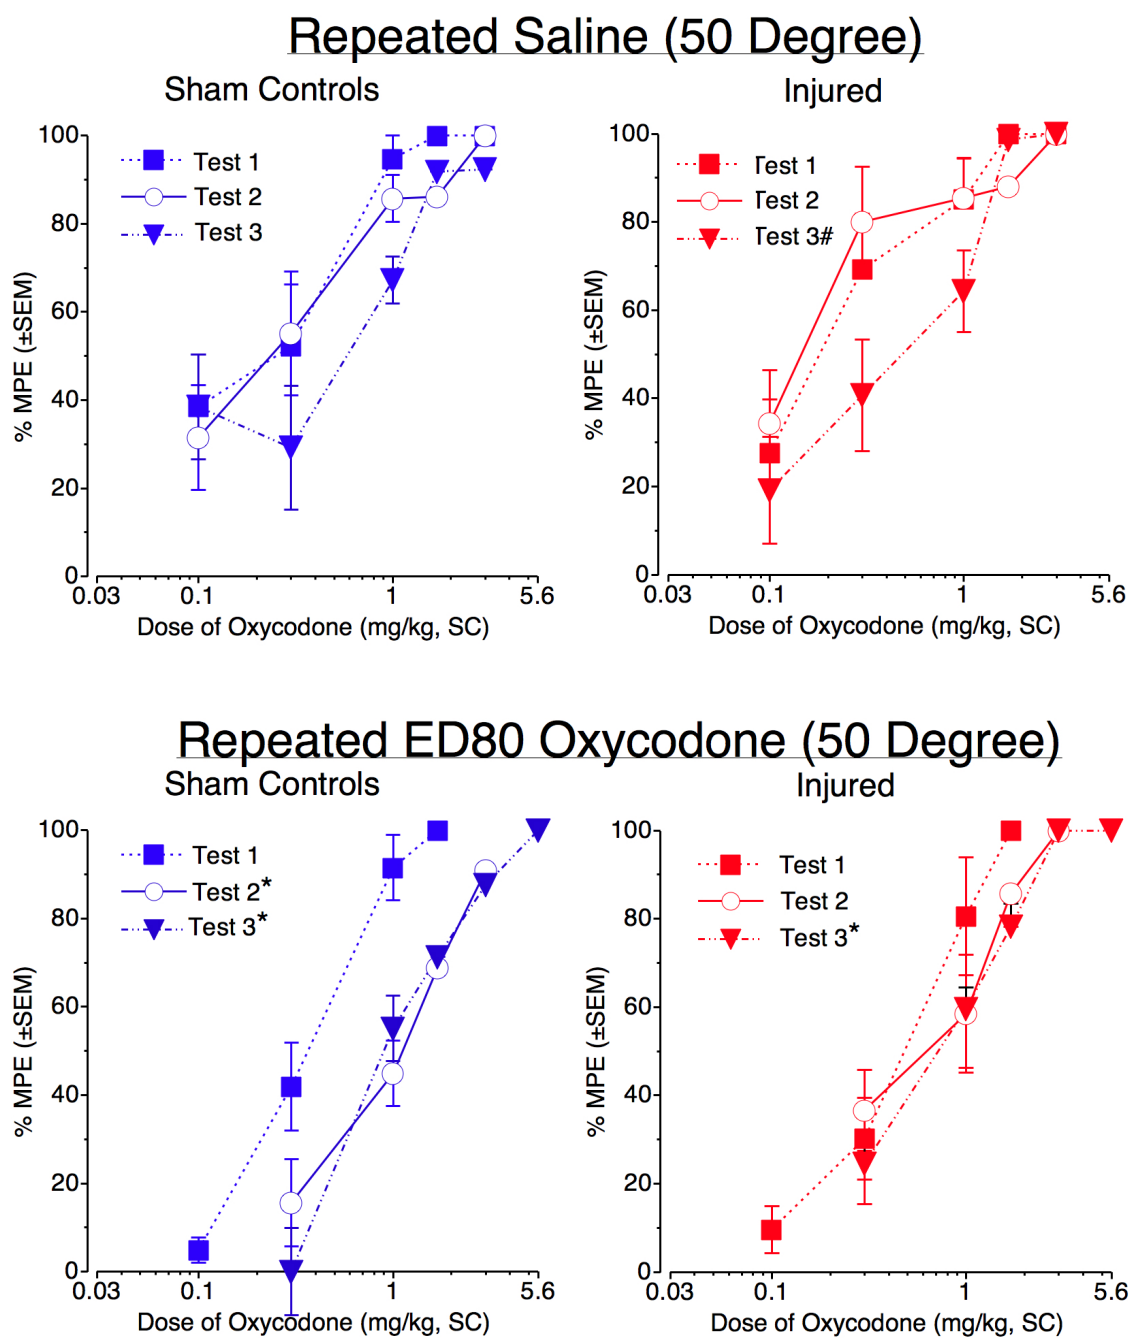 Repeated Saline (50 Degree)
Sham Controls
Injured
100
80
60
40
20
0
% MPE (±SEM)
Test 1
Test 2
Test 3
0.03 0.1 1 5.6
Dose of Oxycodone (mg/kg, SC)
100
80
60
40
20
0
% MPE (±SEM)
Test 1
Test 2
Test 3#
0.03 0.1 1 5.6
Dose of Oxycodone (mg/kg, SC)
Repeated ED80 Oxycodone (50 Degree)
Sham Controls
Injured
100
80
60
40
20
0
% MPE (±SEM)
Test 1
Test 2*
Test 3*
0.03 0.1 1 5.6
Dose of Oxycodone (mg/kg, SC)
100
80
60
40
20
0
% MPE (±SEM)
Test 1
Test 2
Test 3*
0.03 0.1 1 5.6
Dose of Oxycodone (mg/kg, SC)